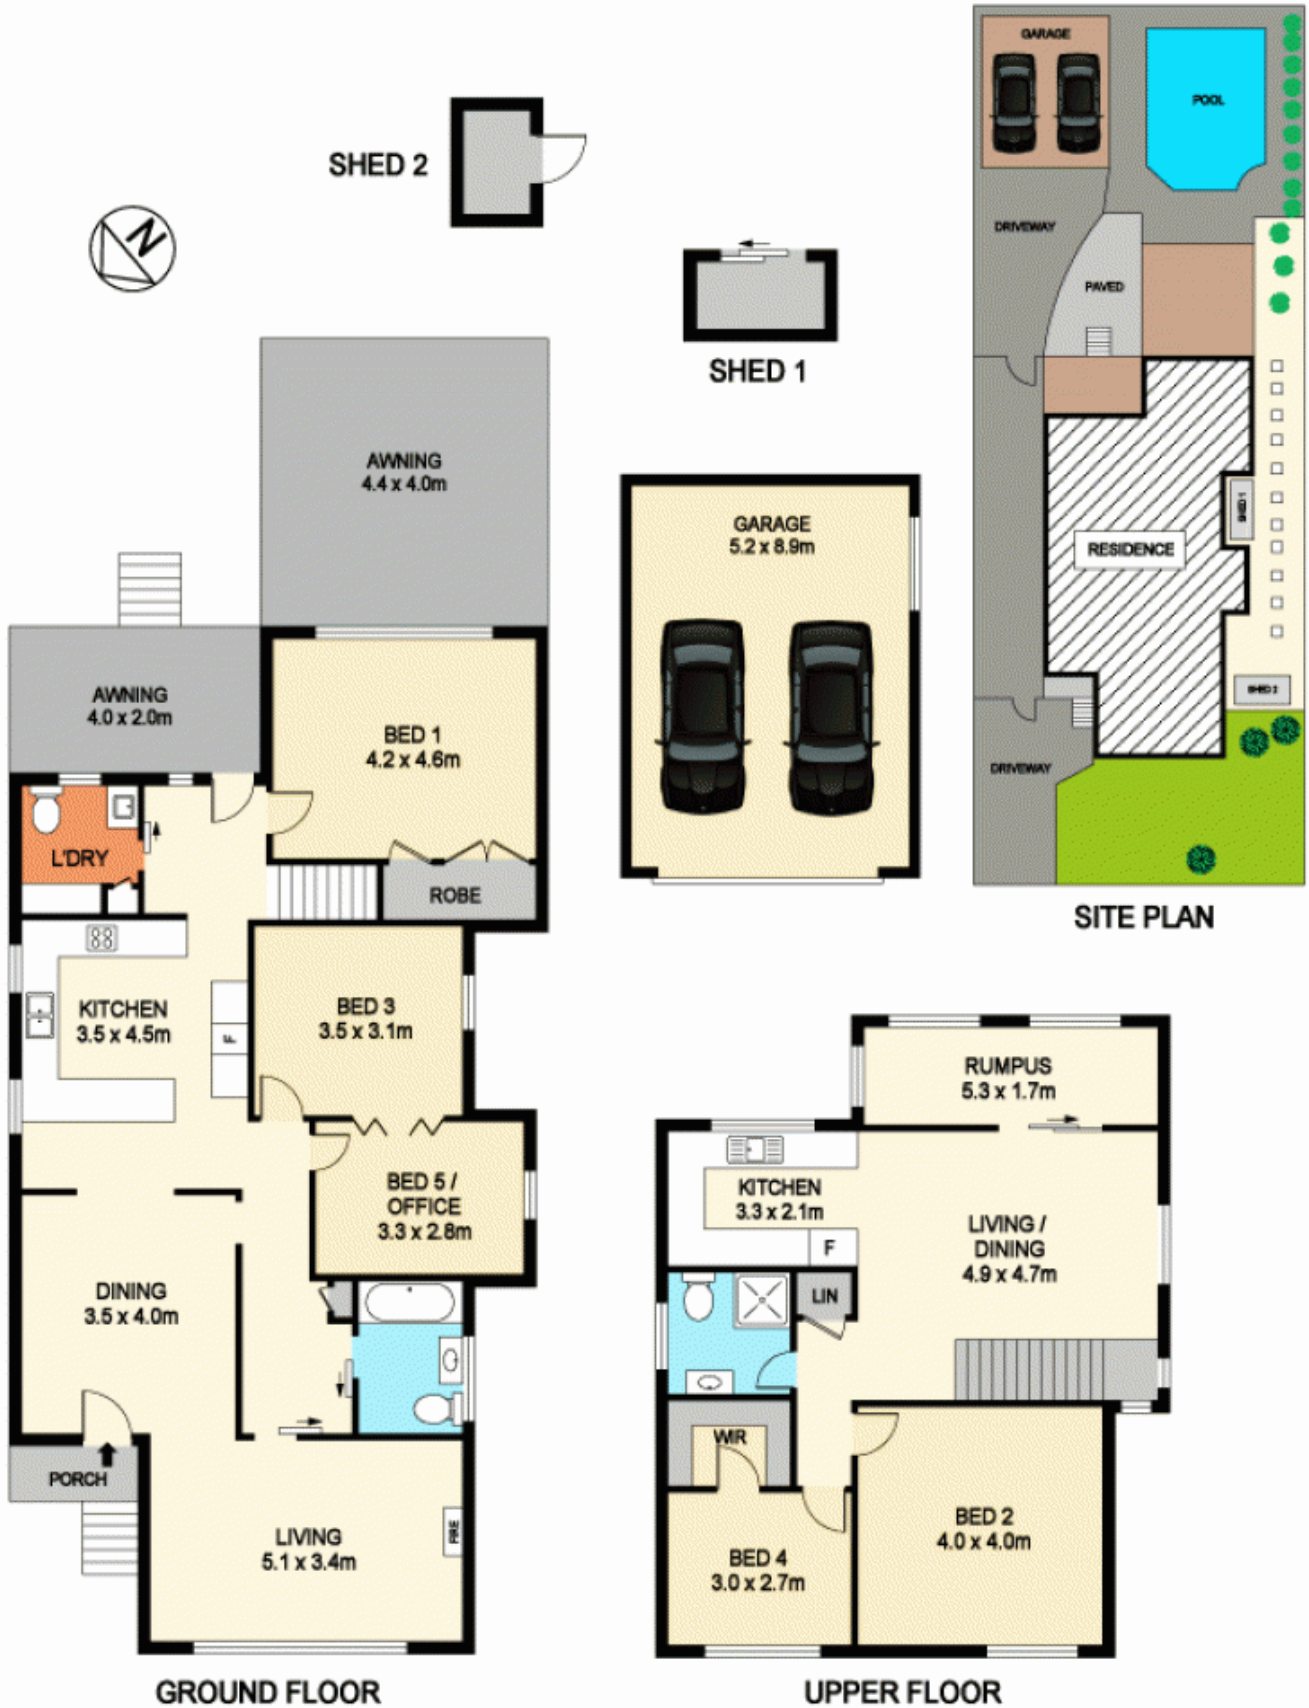 GARAGE
POOL
DRIVEWAY
PAVED
RESIDENCE
SHED 1
SHED 2
DRIVEWAY
SITE PLAN
SHED 2
N
SHED 1
AWNING
4.4 x 4.0m
GARAGE
5.2 x 8.9m
AWNING
4.0 x 2.0m
BED 1
4.2 x 4.6m
L'DRY
ROBE
KITCHEN
3.5 x 4.5m
F
BED 3
3.5 x 3.1m
BED 5 /
OFFICE
3.3 x 2.8m
DINING
3.5 x 4.0m
PORCH
LIVING
5.1 x 3.4m
FIRE
GROUND FLOOR
RUMPUS
5.3 x 1.7m
KITCHEN
3.3 x 2.1m
F
LIVING /
DINING
4.9 x 4.7m
LIN
WIR
BED 2
4.0 x 4.0m
BED 4
3.0 x 2.7m
UPPER FLOOR